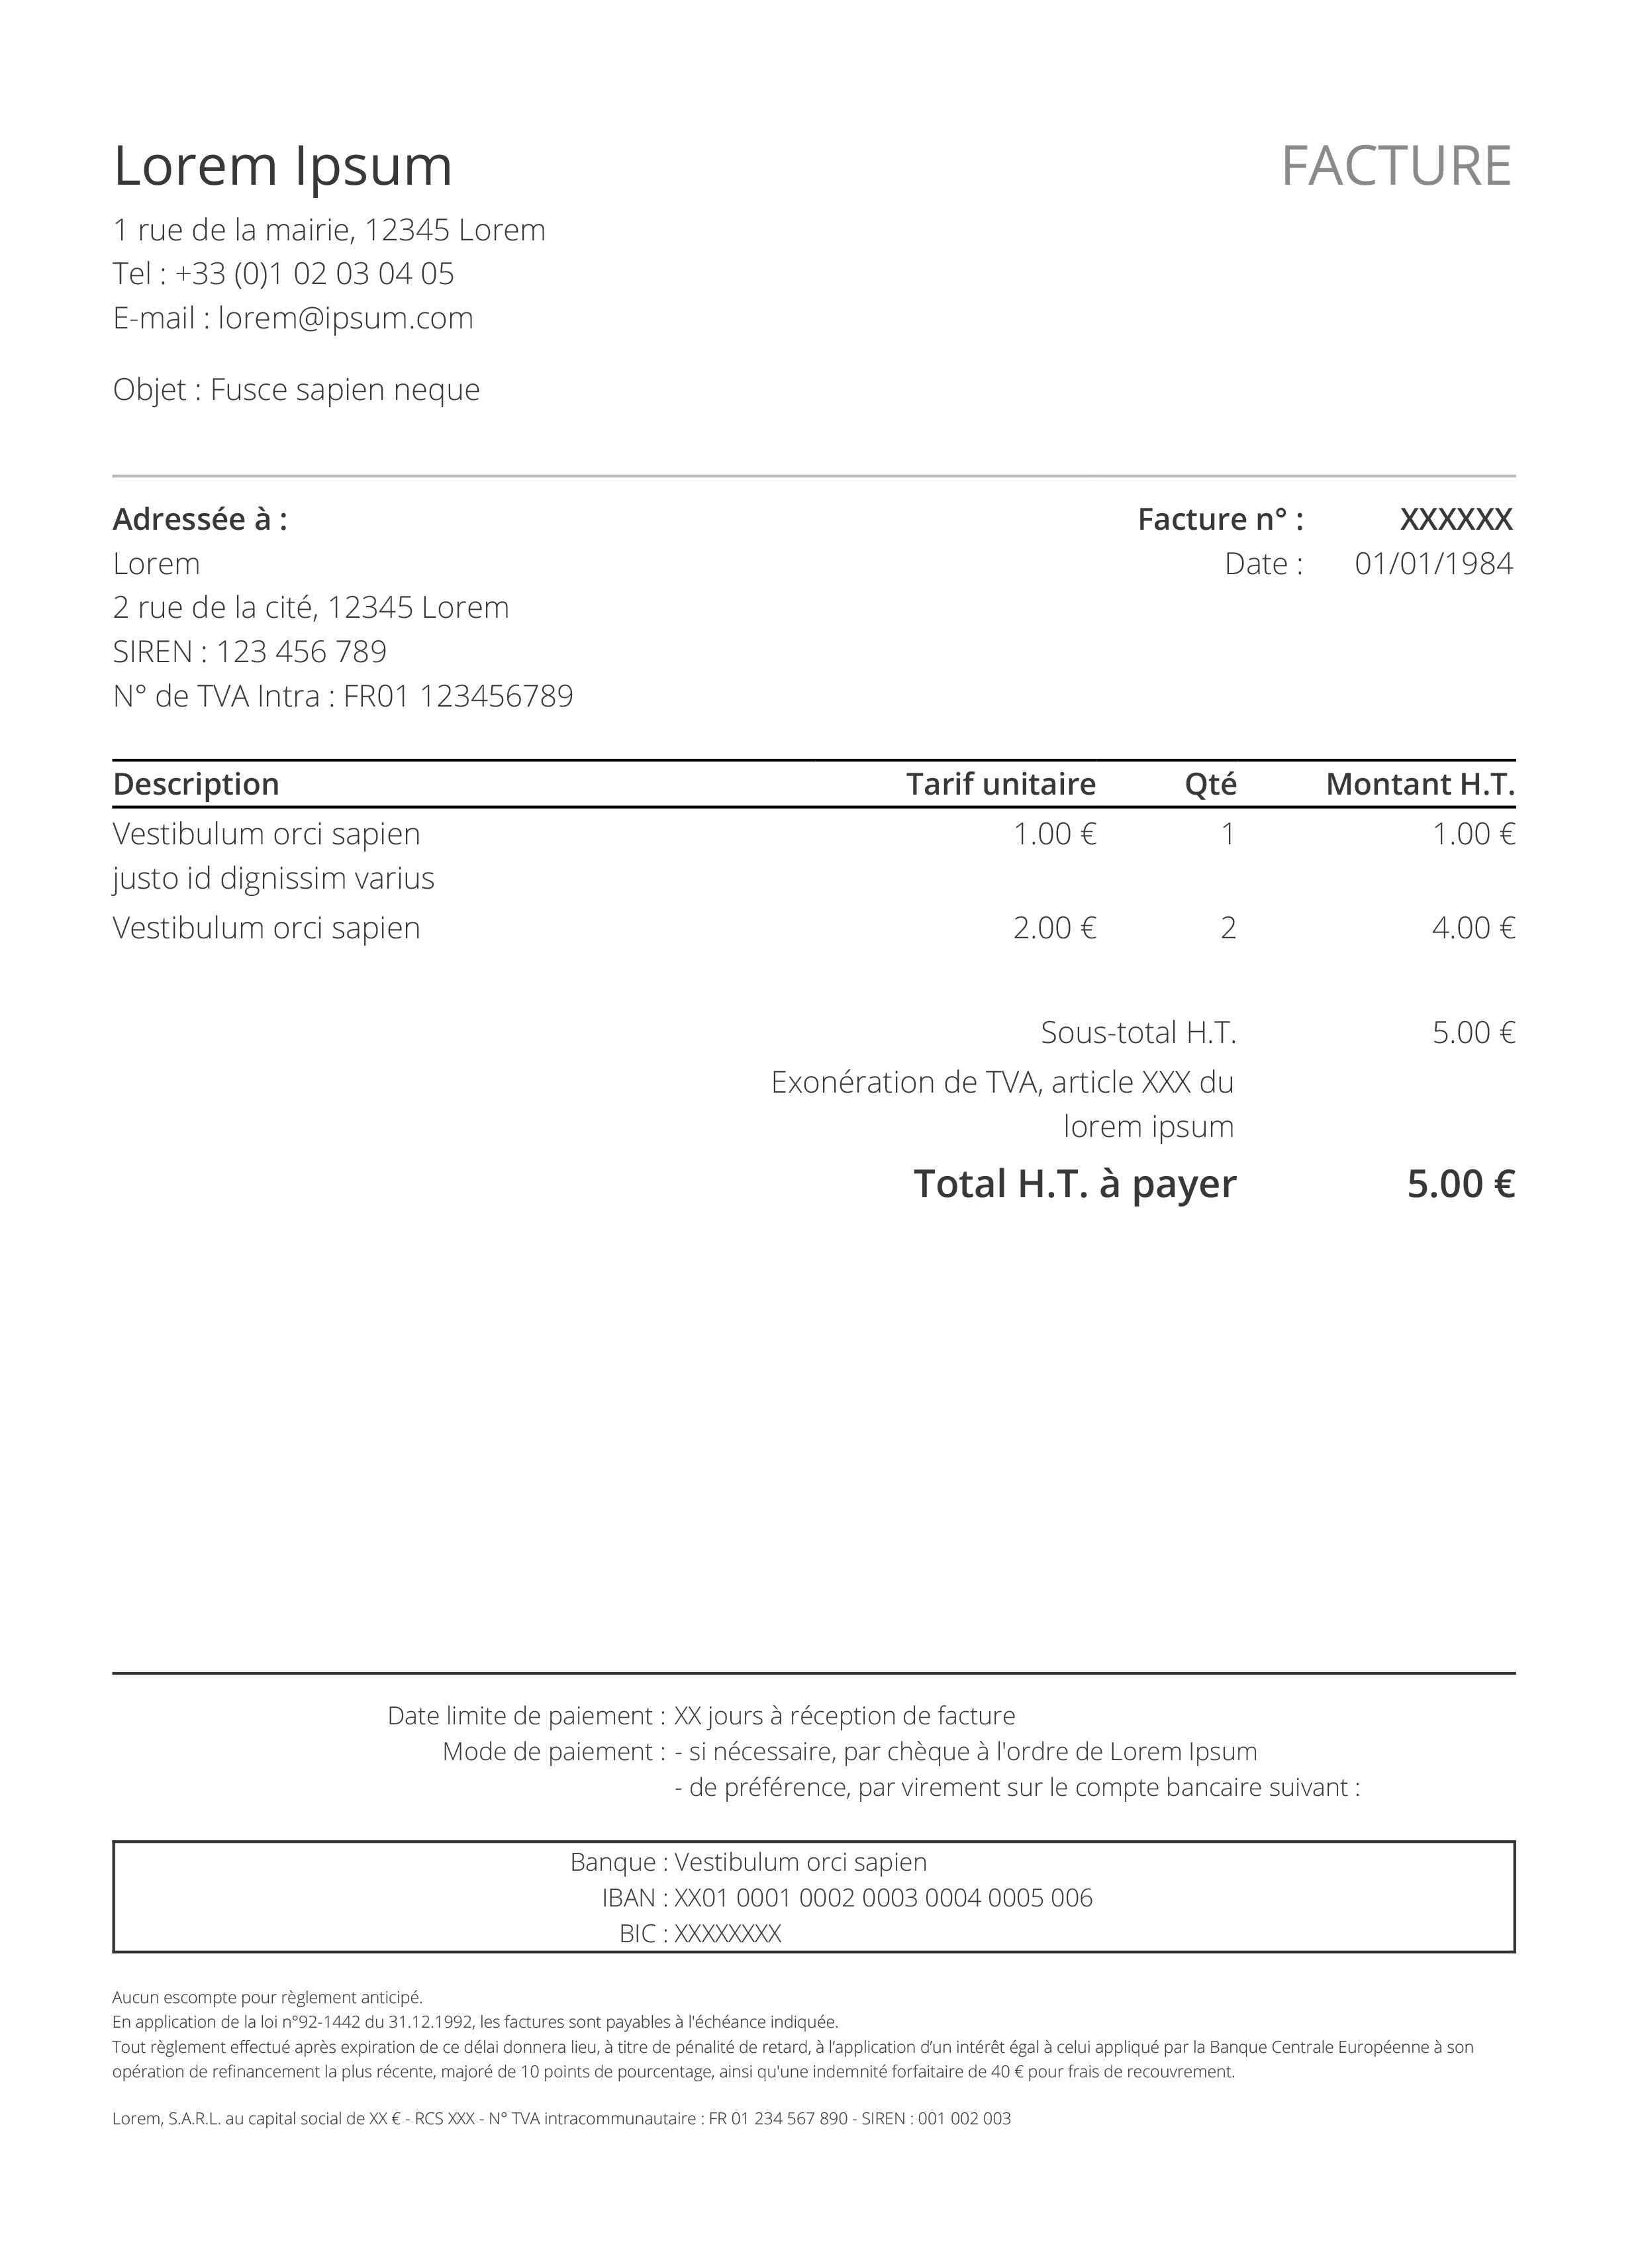 Lorem Ipsum
FACTURE
1 rue de la mairie, 12345 Lorem
Tel : +33 (0)1 02 03 04 05
E-mail : lorem@ipsum.com
Objet : Fusce sapien neque
Adressée à :
Lorem
2 rue de la cité, 12345 Lorem
SIREN : 123 456 789
N° de TVA Intra : FR01 123456789
Facture n° : XXXXXX
Date : 01/01/1984
Description Tarif unitaire Qté Montant H.T.
Vestibulum orci sapien 1.00 € 1 1.00 €
justo id dignissim varius
Vestibulum orci sapien 2.00 € 2 4.00 €
Sous-total H.T. 5.00 €
Exonération de TVA, article XXX du
lorem ipsum
Total H.T. à payer 5.00 €
Date limite de paiement : XX jours à réception de facture
Mode de paiement : - si nécessaire, par chèque à l'ordre de Lorem Ipsum
- de préférence, par virement sur le compte bancaire suivant :
Banque : Vestibulum orci sapien
IBAN : XX01 0001 0002 0003 0004 0005 006
BIC : XXXXXXXX
Aucun escompte pour règlement anticipé.
En application de la loi n°92-1442 du 31.12.1992, les factures sont payables à l'échéance indiquée.
Tout règlement effectué après expiration de ce délai donnera lieu, à titre de pénalité de retard, à l’application d’un intérêt égal à celui appliqué par la Banque Centrale Européenne à son
opération de refinancement la plus récente, majoré de 10 points de pourcentage, ainsi qu'une indemnité forfaitaire de 40 € pour frais de recouvrement.
Lorem, S.A.R.L. au capital social de XX € - RCS XXX - N° TVA intracommunautaire : FR 01 234 567 890 - SIREN : 001 002 003